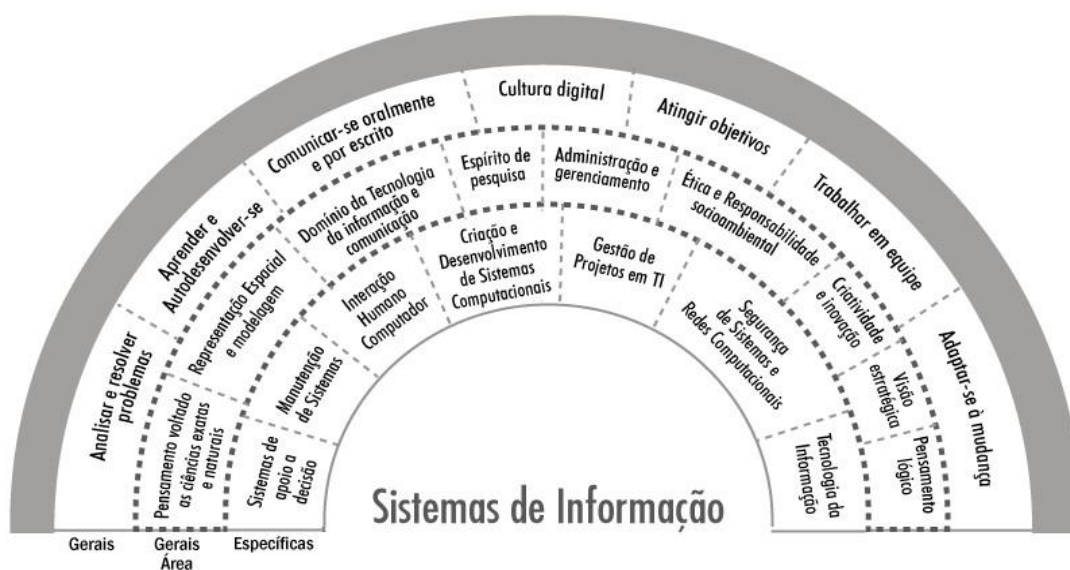 Analisar e resolver
problemas
Aprender e
Autodesenvolver-se
Comunicar-se oralmente
e por escrito
Cultura digital
Atingir objetivos
Trabalhar em equipe
Adaptar-se à mudança
Pensamento voltado
as ciências exatas
e naturais
Representação Espacial
e modelagem
Domínio da Tecnologia
da informação e
comunicação
Espírito de
pesquisa
Administração e
gerenciamento
Ética e Responsabilidade
socioambiental
Criatividade
e inovação
Visão
estratégica
Pensamento
lógico
Sistemas de
apoio a
decisão
Manutenção
de Sistemas
Interação
Humano
Computador
Criação e
Desenvolvimento
de Sistemas
Computacionais
Gestão de
Projetos em TI
Segurança
de Sistemas e
Redes Computacionais
Tecnologia da
Informação
Sistemas de Informação
Gerais
Gerais
Área
Específicas